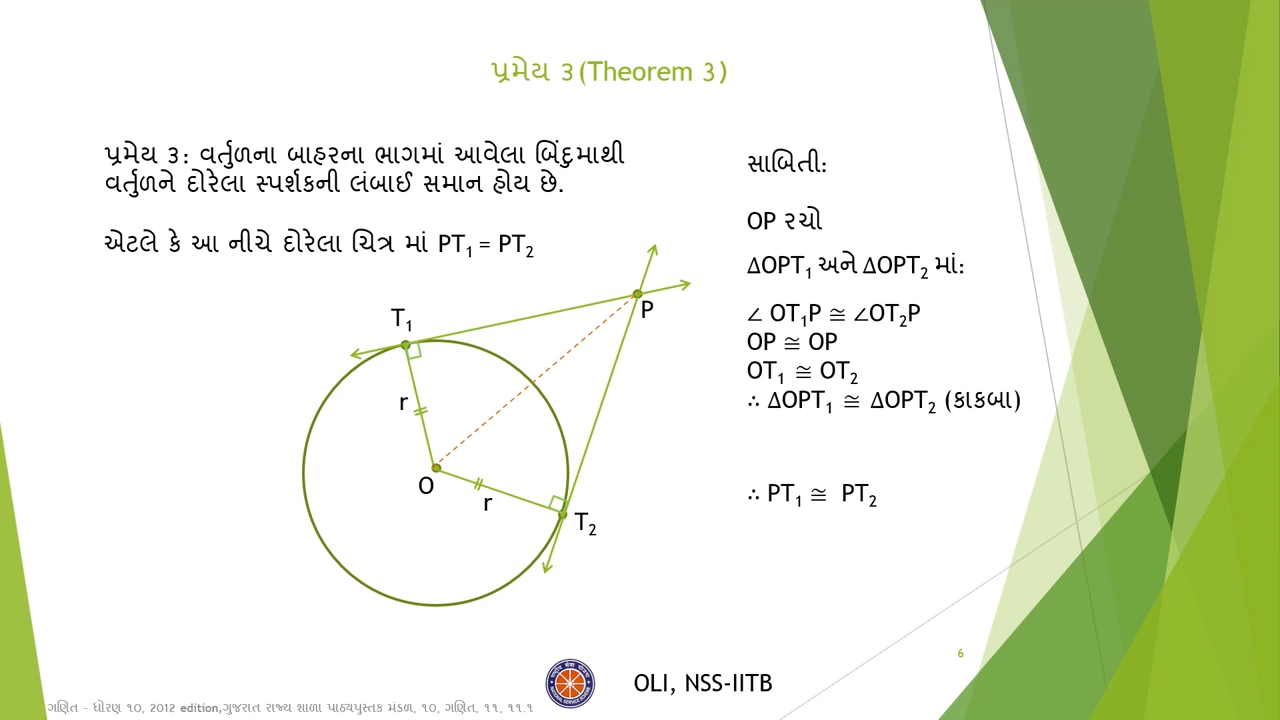 પ્રમેય ૩(Theorem 3)
પ્રમેય ૩: વર્તુળના બાહરના ભાગમાં આવેલા બિંદુમાથી
વર્તુળને દોરેલા સ્પર્શકની લંબાઈ સમાન હોય છે.
એટલે કે આ નીચે દોરેલા ચિત્ર માં PT₁ = PT₂
T₁
P
r
O
r
T₂
સાબિતી:
OP રચો
ΔOPT₁ અને ΔOPT₂ માં:
∠ OT₁P ≅ ∠OT₂P
OP ≅ OP
OT₁ ≅ OT₂
∴ ΔOPT₁ ≅ ΔOPT₂ (કાકબા)
∴ PT₁ ≅ PT₂
6
OLI, NSS-IITB
ગણિત - ધોરણ ૧૦, 2012 edition,ગુજરાત રાજ્ય શાળા પાઠ્યપુસ્તક મંડળ, ૧૦, ગણિત, ૧૧, ૧૧.૧